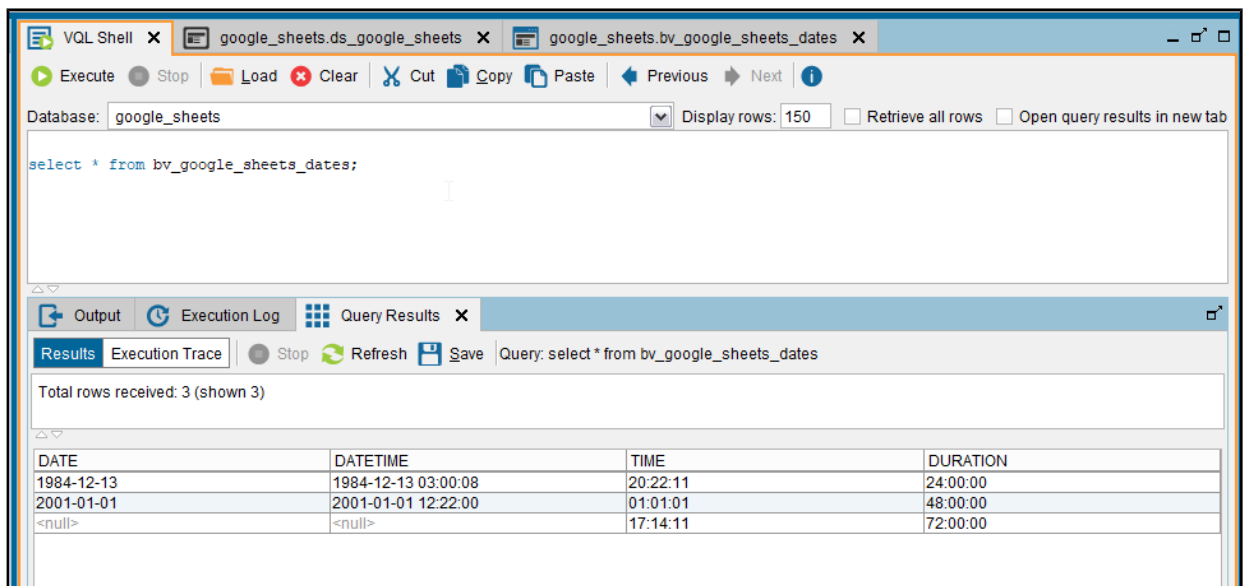 VQL Shell google_sheets.ds_google_sheets google_sheets.bv_google_sheets_dates
Execute Stop Load Clear Cut Copy Paste Previous Next
Database: google_sheets Display rows: 150 Retrieve all rows Open query results in new tab
select * from bv_google_sheets_dates;
Output Execution Log Query Results
Results Execution Trace Stop Refresh Save Query: select * from bv_google_sheets_dates
Total rows received: 3 (shown 3)
DATE DATETIME TIME DURATION
1984-12-13 1984-12-13 03:00:08 20:22:11 24:00:00
2001-01-01 2001-01-01 12:22:00 01:01:01 48:00:00
<null> <null> 17:14:11 72:00:00